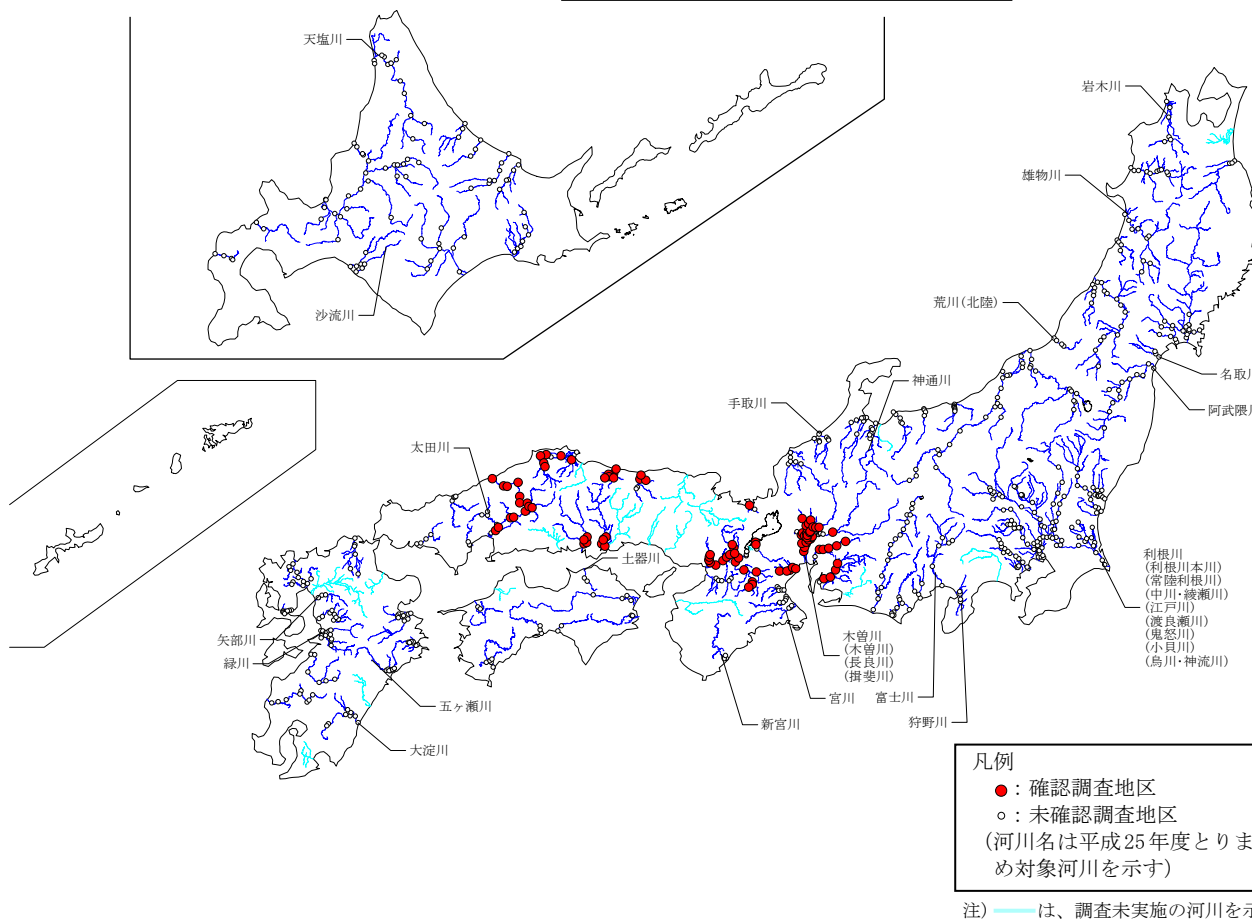 天塩川
岩木川
雄物川
沙流川
荒川(北陸)
名取川
阿武隈川
神通川
手取川
太田川
土器川
利根川
(利根川本川)
(常陸利根川)
(中川・綾瀬川)
(江戸川)
(渡良瀬川)
(鬼怒川)
(小貝川)
(烏川・神流川)
矢部川
緑川
木曽川
(木曽川)
(長良川)
(揖斐川)
宮川
富士川
五ヶ瀬川
新宮川
狩野川
大淀川
凡例
：確認調査地区
：未確認調査地区
(河川名は平成25年度とりま
め対象河川を示す)
注) は、調査未実施の河川を示